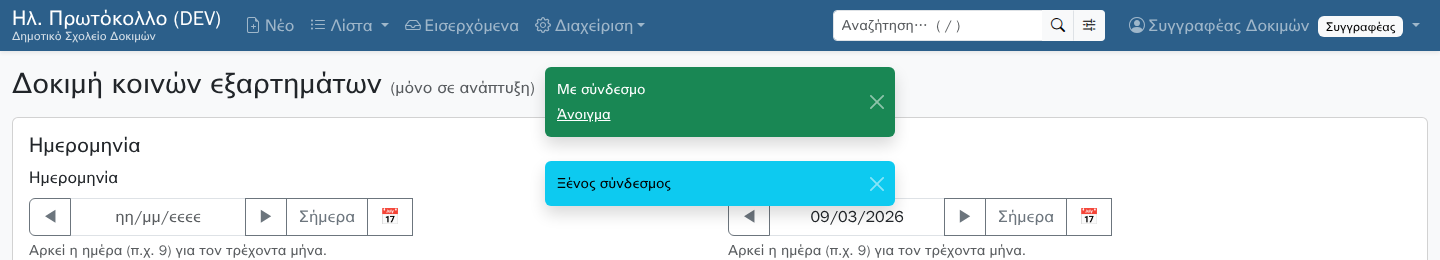 Ηλ. Πρωτόκολλο (DEV)
Δημοτικό Σχολείο Δοκιμών
Νέο
Λίστα
Εισερχόμενα
Διαχείριση
Αναζήτηση… ( / )
Συγγραφέας Δοκιμών
Συγγραφέας
Δοκιμή κοινών εξαρτημάτων (μόνο σε ανάπτυξη)
Με σύνδεσμο
Άνοιγμα
Ξένος σύνδεσμος
Ημερομηνία
Ημερομηνία
ηη/μμ/εεεε
Σήμερα
09/03/2026
Σήμερα
Αρκεί η ημέρα (π.χ. 9) για τον τρέχοντα μήνα.
Αρκεί η ημέρα (π.χ. 9) για τον τρέχοντα μήνα.